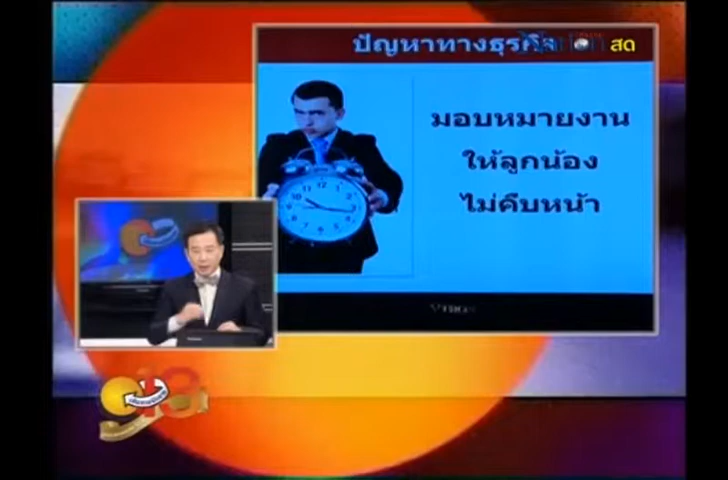 ปัญหาทางธุรกิจ
สด
มอบหมายงาน
ให้ลูกน้อง
ไม่คืบหน้า
12